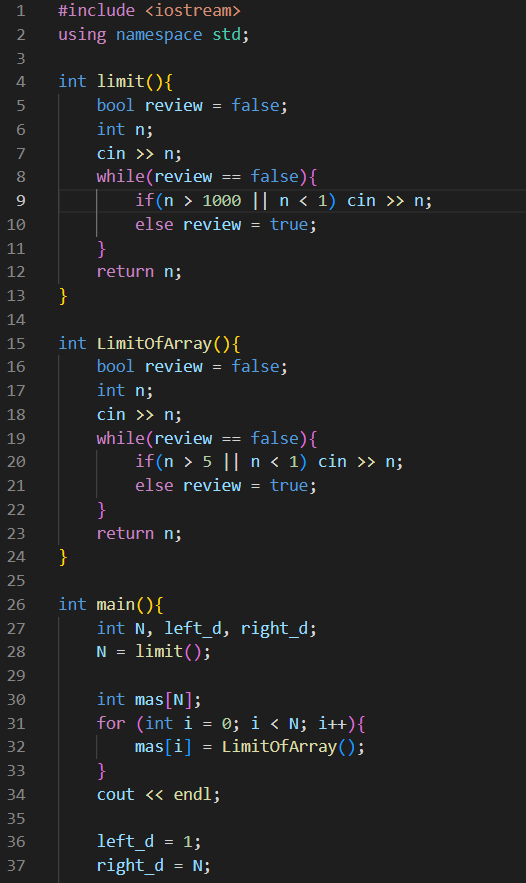 1 #include <iostream>
2 using namespace std;
3
4 int limit(){
5 bool review = false;
6 int n;
7 cin >> n;
8 while(review == false){
9 if(n > 1000 || n < 1) cin >> n;
10 else review = true;
11 }
12 return n;
13 }
14
15 int LimitOfArray(){
16 bool review = false;
17 int n;
18 cin >> n;
19 while(review == false){
20 if(n > 5 || n < 1) cin >> n;
21 else review = true;
22 }
23 return n;
24 }
25
26 int main(){
27 int N, left_d, right_d;
28 N = limit();
29
30 int mas[N];
31 for (int i = 0; i < N; i++){
32 mas[i] = LimitOfArray();
33 }
34 cout << endl;
35
36 left_d = 1;
37 right_d = N;